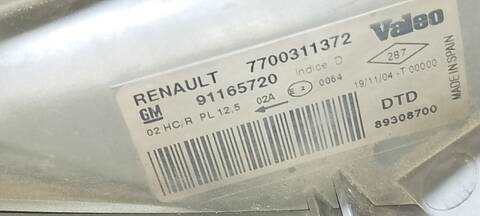 RENAULT 7700311372 Valeo
GM 91165720 Indice D 287
02 HC/R PL 12,5 02A E2 0064 19/11/04 -T 00000
MADE IN SPAIN
DTD
89308700